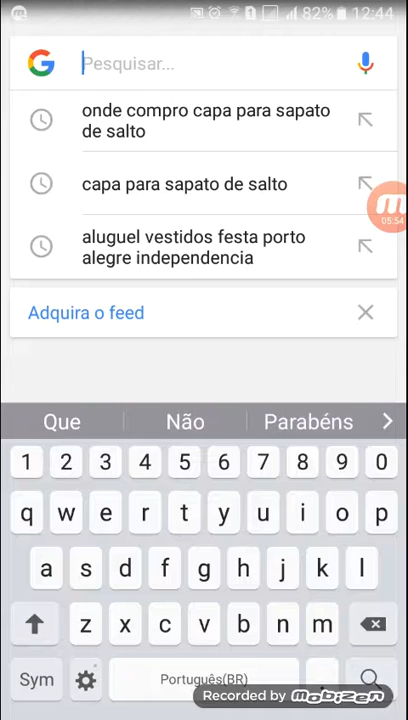 1 82% 12:44
G Pesquisar...
onde compro capa para sapato
de salto
capa para sapato de salto
05:54
aluguel vestidos festa porto
alegre independencia
Adquira o feed
Que Não Parabéns
1 2 3 4 5 6 7 8 9 0
q w e r t y u i o p
a s d f g h j k l
z x c v b n m
Sym Português(BR)
Recorded by mobizen